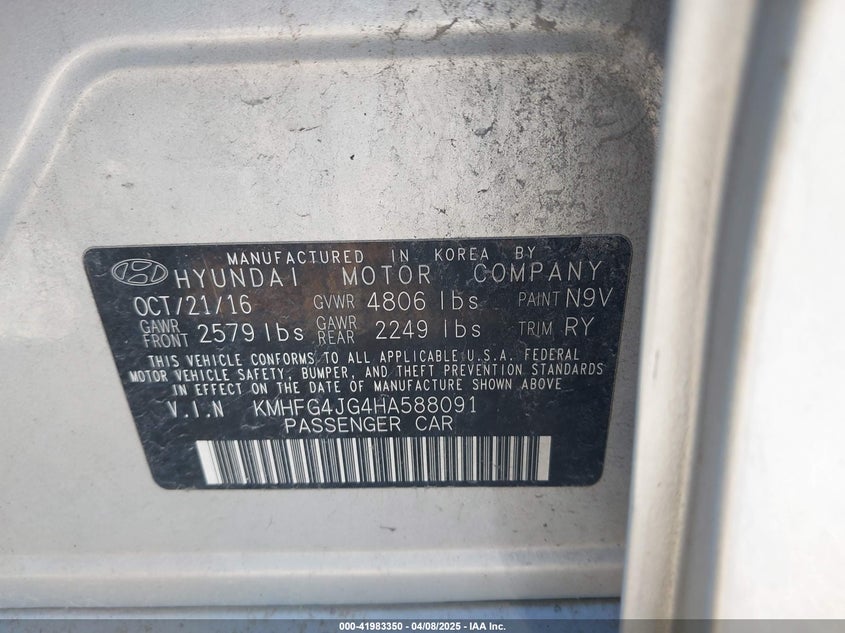 MANUFACTURED IN KOREA BY
HYUNDAI MOTOR COMPANY
OCT/21/16 GVWR 4806 lbs PAINT N9V
GAWR FRONT 2579 lbs GAWR REAR 2249 lbs TRIM RY
THIS VEHICLE CONFORMS TO ALL APPLICABLE U.S.A. FEDERAL
MOTOR VEHICLE SAFETY, BUMPER, AND THEFT PREVENTION STANDARDS
IN EFFECT ON THE DATE OF MANUFACTURE SHOWN ABOVE
V.I.N KMHFG4JG4HA588091
PASSENGER CAR
000-41983350 - 04/08/2025 - IAA Inc.